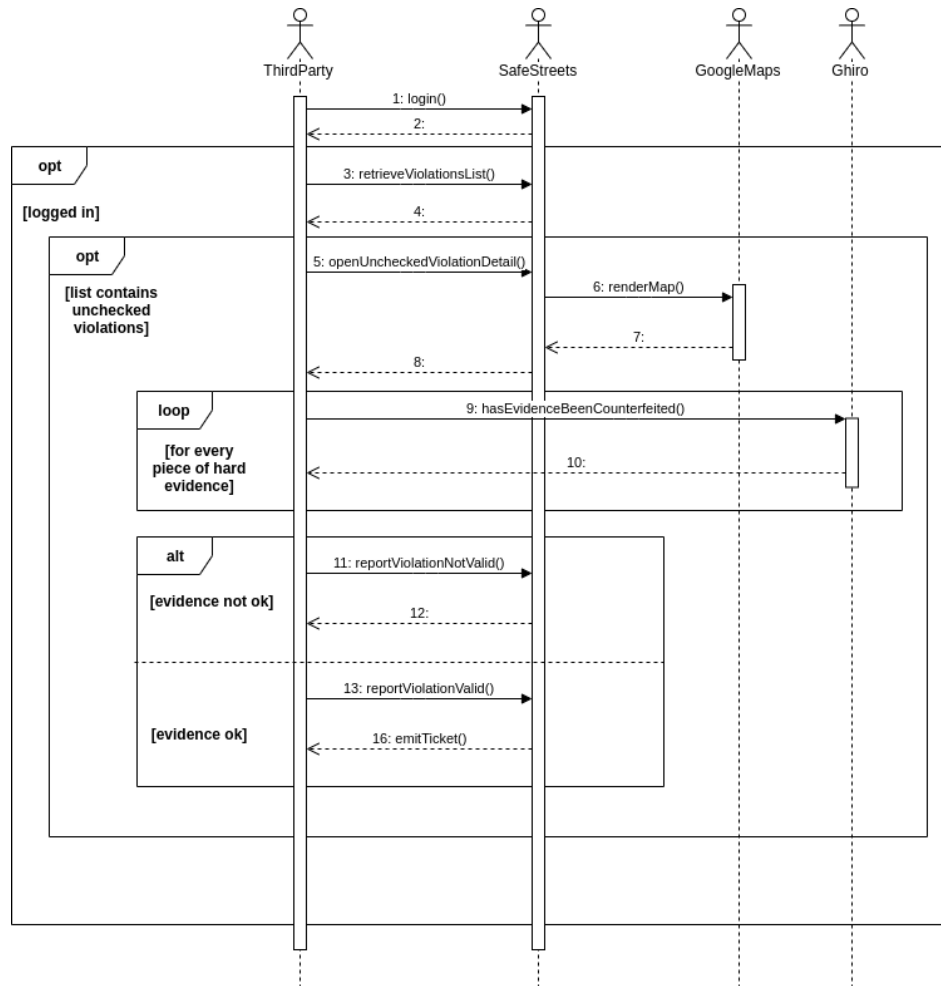 ThirdParty
SafeStreets
GoogleMaps
Ghiro
1: login()
2:
opt
3: retrieveViolationsList()
[logged in]
4:
opt
5: openUncheckedViolationDetail()
[list contains
unchecked
violations]
6: renderMap()
7:
8:
loop
9: hasEvidenceBeenCounterfeited()
[for every
piece of hard
evidence]
10:
alt
11: reportViolationNotValid()
[evidence not ok]
12:
13: reportViolationValid()
[evidence ok]
16: emitTicket()